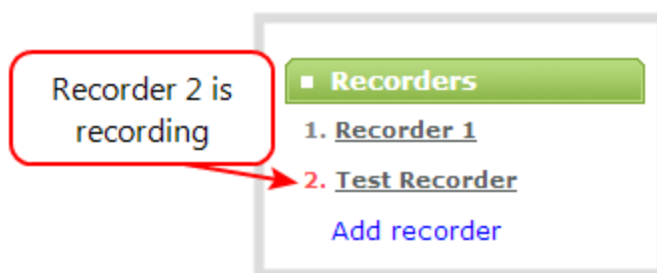 Recorder 2 is
recording
Recorders
1. Recorder 1
2. Test Recorder
Add recorder